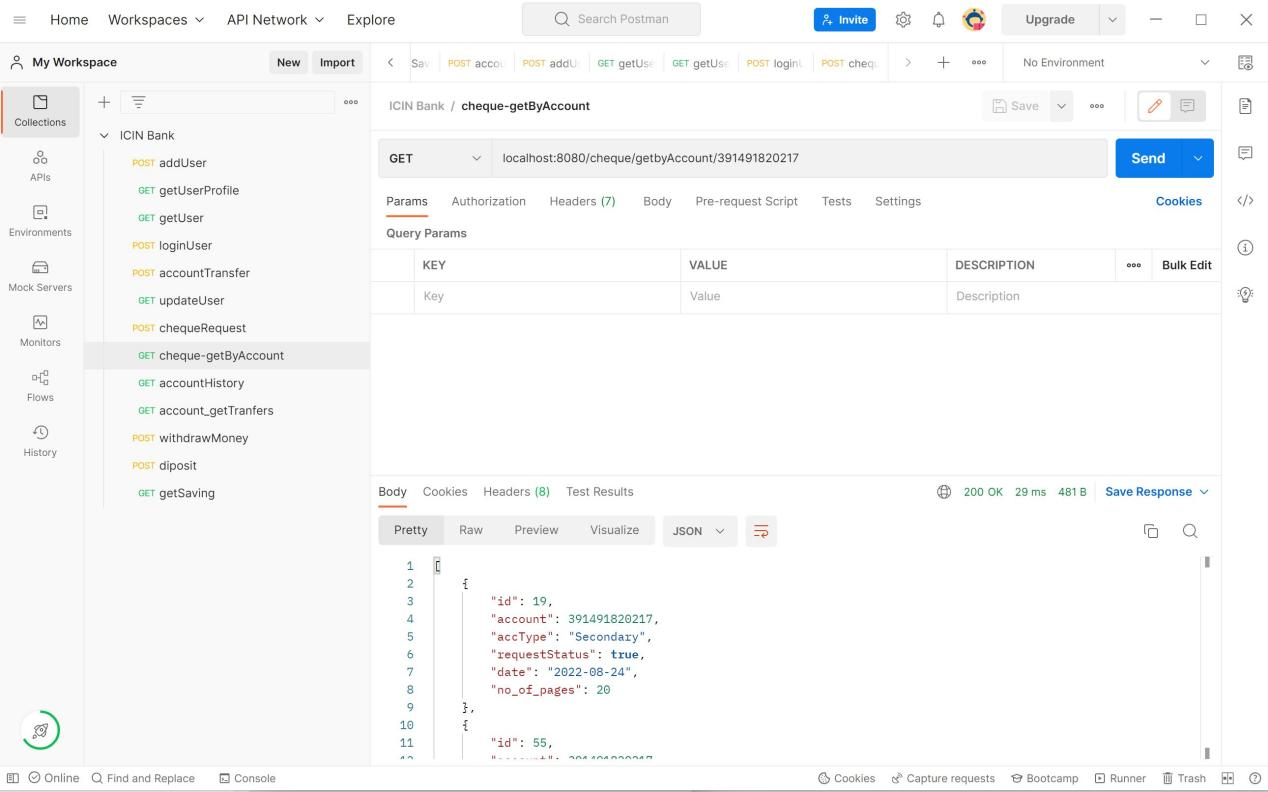 Home Workspaces API Network Explore Search Postman Invite Upgrade
My Workspace New Import Sav POST accou POST addU GET getUse GET getUse POST loginU POST chequ No Environment
Collections
APIs
Environments
Mock Servers
Monitors
Flows
History
ICIN Bank
POST addUser
GET getUserProfile
GET getUser
POST loginUser
POST accountTransfer
GET updateUser
POST chequeRequest
GET cheque-getByAccount
GET accountHistory
GET account_getTranfers
POST withdrawMoney
POST diposit
GET getSaving
ICIN Bank / cheque-getByAccount Save
GET localhost:8080/cheque/getbyAccount/391491820217 Send
Params Authorization Headers (7) Body Pre-request Script Tests Settings Cookies
Query Params
KEY VALUE DESCRIPTION Bulk Edit
Key Value Description
Body Cookies Headers (8) Test Results 200 OK 29 ms 481 B Save Response
Pretty Raw Preview Visualize JSON
1 [
2 {
3 "id": 19,
4 "account": 391491820217,
5 "accType": "Secondary",
6 "requestStatus": true,
7 "date": "2022-08-24",
8 "no_of_pages": 20
9 },
10 {
11 "id": 55,
Online Find and Replace Console Cookies Capture requests Bootcamp Runner Trash